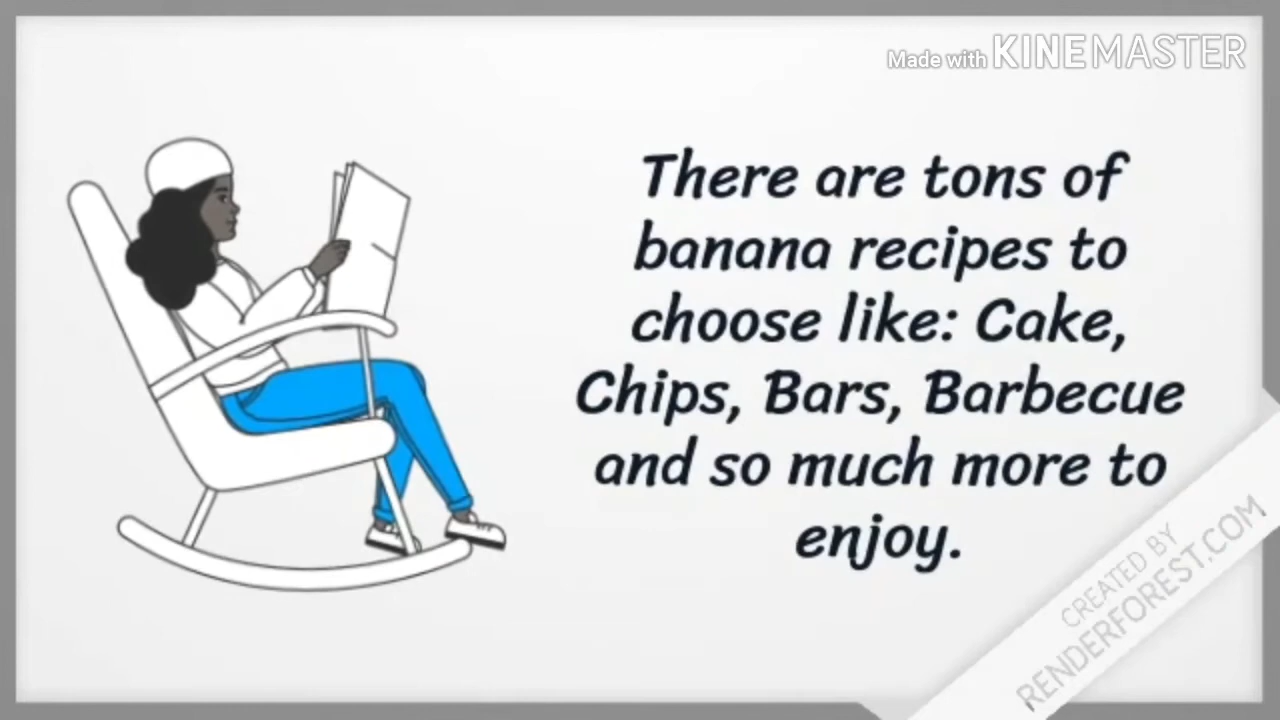 Made with KINEMASTER
There are tons of
banana recipes to
choose like: Cake,
Chips, Bars, Barbecue
and so much more to
enjoy.
CREATED BY
RENDERFOREST.COM